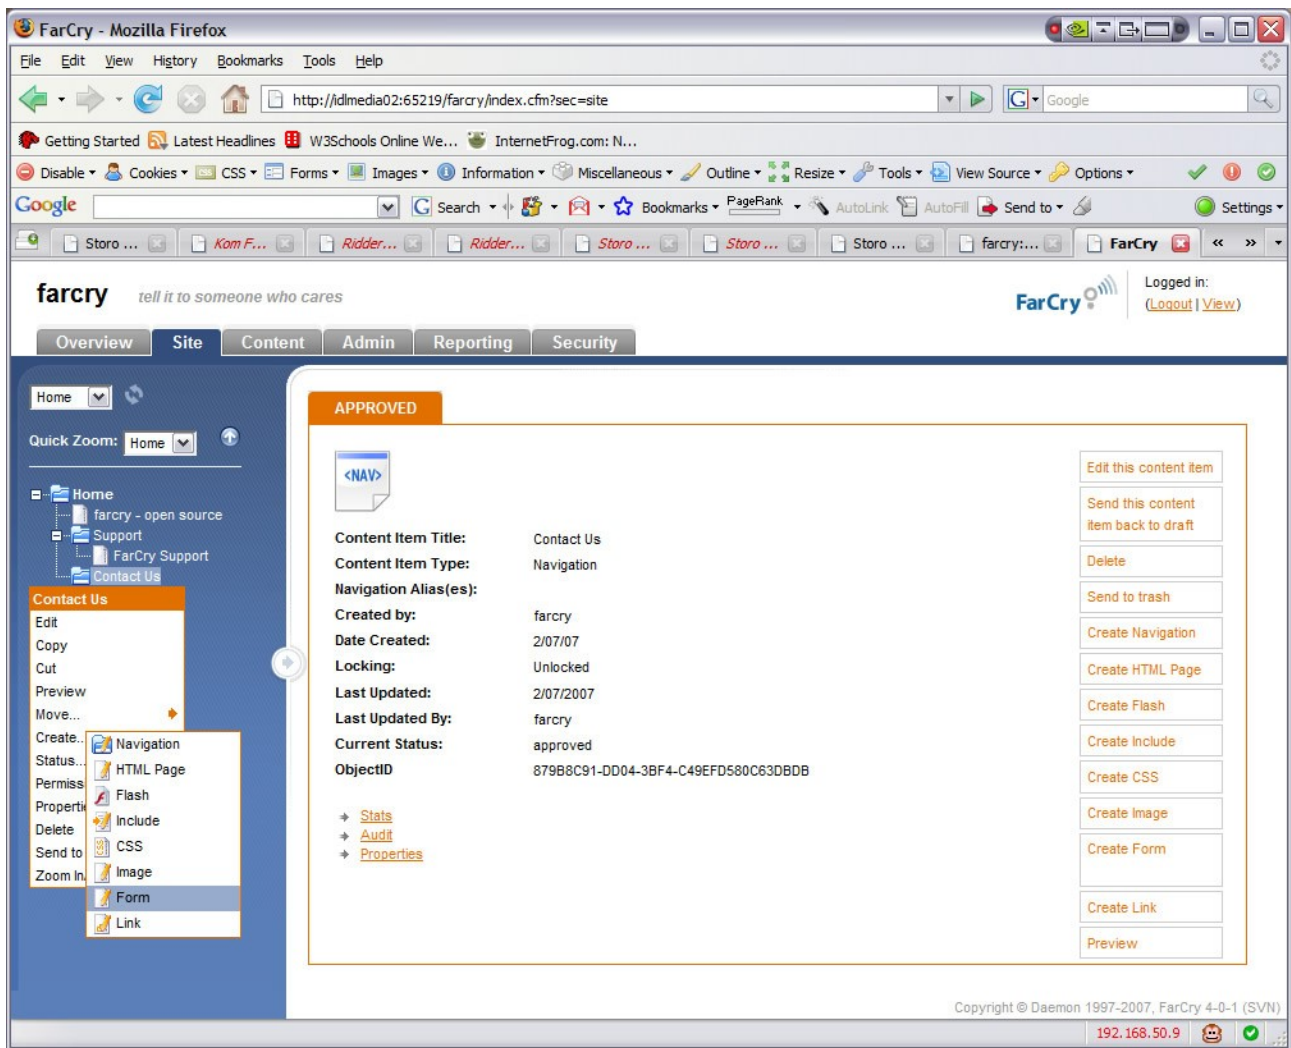 FarCry - Mozilla Firefox
File Edit View History Bookmarks Tools Help
http://idlmedia02:65219/farcry/index.cfm?sec=site
G Google
Getting Started Latest Headlines W3Schools Online We... InternetFrog.com: N...
Disable Cookies CSS Forms Images Information Miscellaneous Outline Resize Tools View Source Options
Google G Search Bookmarks PageRank AutoLink AutoFill Send to Settings
Storo ... Kom F... Ridder... Ridder... Storo ... Storo ... Storo ... farcry:... FarCry
farcry tell it to someone who cares
FarCry
Logged in:
(Logout | View)
Overview Site Content Admin Reporting Security
Home
Quick Zoom: Home
Home
farcry - open source
Support
FarCry Support
Contact Us
Contact Us
Edit
Copy
Cut
Preview
Move...
Create..
Status...
Permiss
Properti
Delete
Send to
Zoom In
Navigation
HTML Page
Flash
Include
CSS
Image
Form
Link
APPROVED
<NAV>
Content Item Title: Contact Us
Content Item Type: Navigation
Navigation Alias(es):
Created by: farcry
Date Created: 2/07/07
Locking: Unlocked
Last Updated: 2/07/2007
Last Updated By: farcry
Current Status: approved
ObjectID 879B8C91-DD04-3BF4-C49EFD580C63DBDB
Stats
Audit
Properties
Edit this content item
Send this content
item back to draft
Delete
Send to trash
Create Navigation
Create HTML Page
Create Flash
Create Include
Create CSS
Create Image
Create Form
Create Link
Preview
Copyright © Daemon 1997-2007, FarCry 4-0-1 (SVN)
192.168.50.9